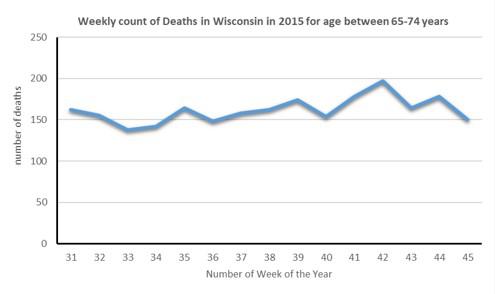 Weekly count of Deaths in Wisconsin in 2015 for age between 65-74 years
number of deaths
250
200
150
100
50
0
31 32 33 34 35 36 37 38 39 40 41 42 43 44 45
Number of Week of the Year